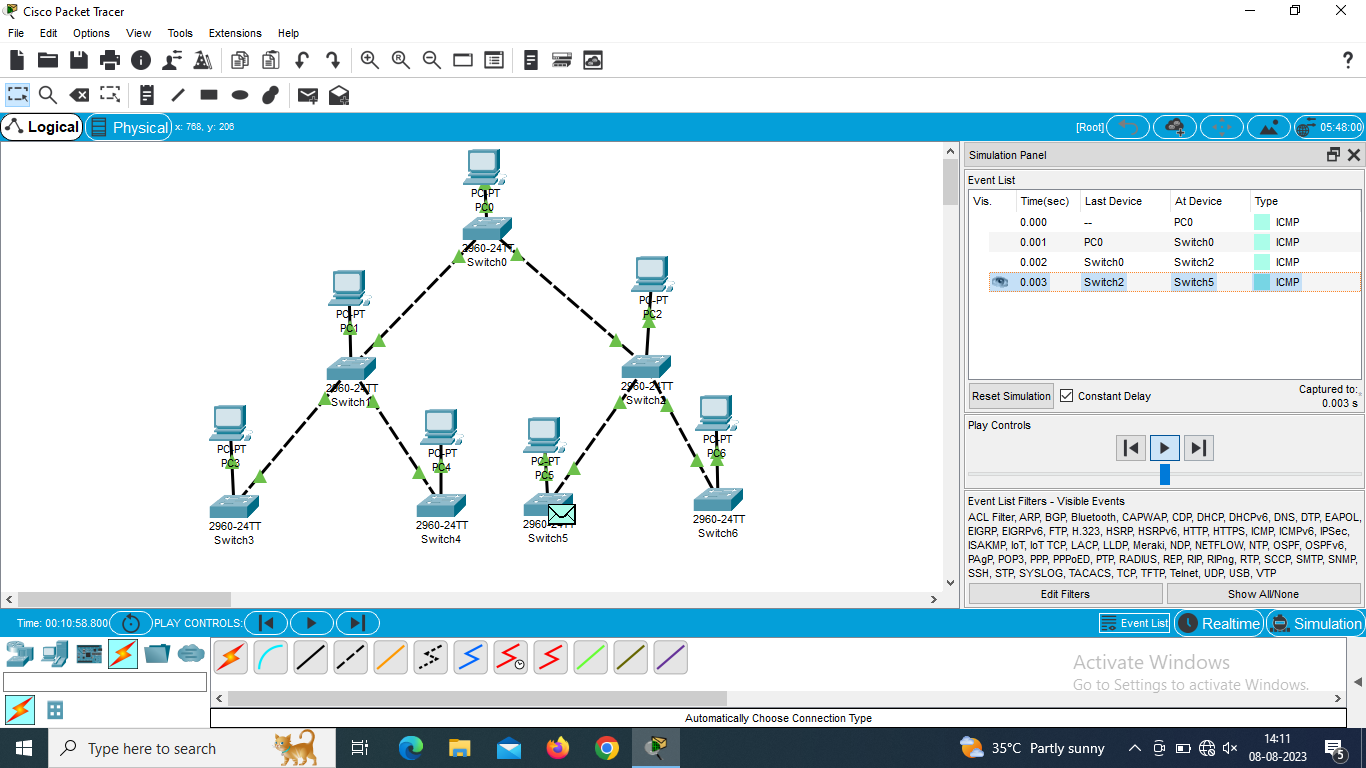 Cisco Packet Tracer
File Edit Options View Tools Extensions Help
?
Logical Physical x: 768, y: 206 [Root] 05:48:00
PC-PT
PC0
2960-24TT
Switch0
PC-PT
PC1
2960-24TT
Switch1
PC-PT
PC2
2960-24TT
Switch2
PC-PT
PC3
2960-24TT
Switch3
PC-PT
PC4
2960-24TT
Switch4
PC-PT
PC5
2960-24TT
Switch5
PC-PT
PC6
2960-24TT
Switch6
Simulation Panel
Event List
Vis. Time(sec) Last Device At Device Type
0.000 -- PC0 ICMP
0.001 PC0 Switch0 ICMP
0.002 Switch0 Switch2 ICMP
0.003 Switch2 Switch5 ICMP
Reset Simulation Constant Delay Captured to:
0.003 s
Play Controls
Event List Filters - Visible Events
ACL Filter, ARP, BGP, Bluetooth, CAPWAP, CDP, DHCP, DHCPv6, DNS, DTP, EAPOL,
EIGRP, EIGRPv6, FTP, H.323, HSRP, HSRPv6, HTTP, HTTPS, ICMP, ICMPv6, IPSec,
ISAKMP, IoT, IoT TCP, LACP, LLDP, Meraki, NDP, NETFLOW, NTP, OSPF, OSPFv6,
PAgP, POP3, PPP, PPPoED, PTP, RADIUS, REP, RIP, RIPng, RTP, SCCP, SMTP, SNMP,
SSH, STP, SYSLOG, TACACS, TCP, TFTP, Telnet, UDP, USB, VTP
Edit Filters Show All/None
Time: 00:10:58.800 PLAY CONTROLS: Event List Realtime Simulation
Activate Windows
Go to Settings to activate Windows.
Automatically Choose Connection Type
Type here to search 35°C Partly sunny 14:11
08-08-2023 5